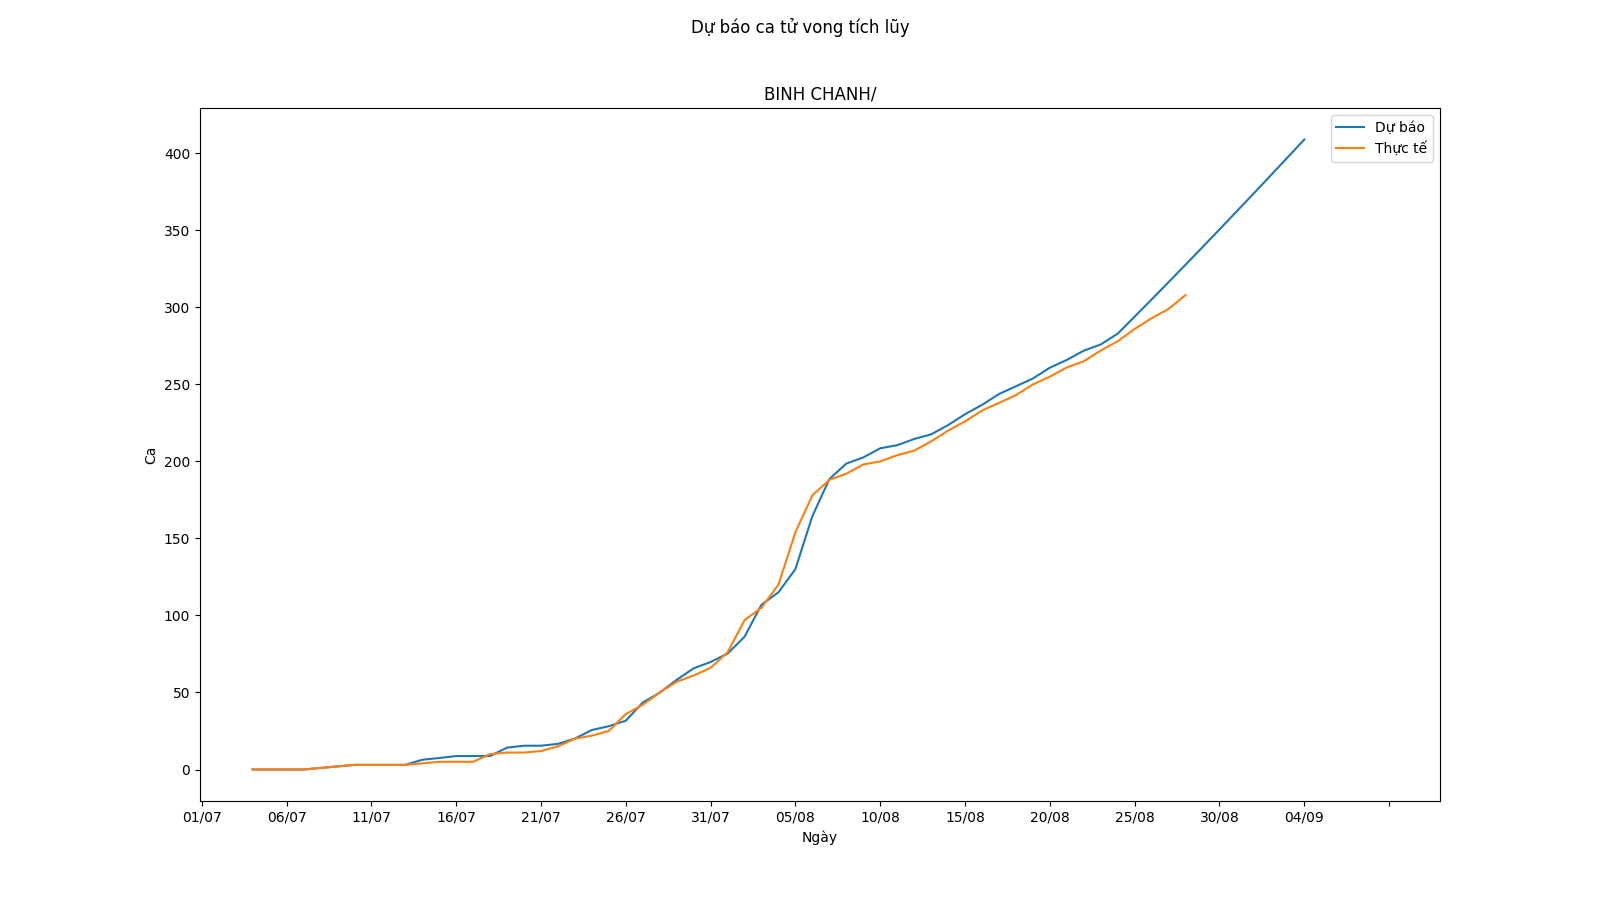 Dự báo ca tử vong tích lũy
BINH CHANH/
Dự báo
Thực tế
400
350
300
250
200
150
100
50
0
Ca
01/07 06/07 11/07 16/07 21/07 26/07 31/07 05/08 10/08 15/08 20/08 25/08 30/08 04/09
Ngày